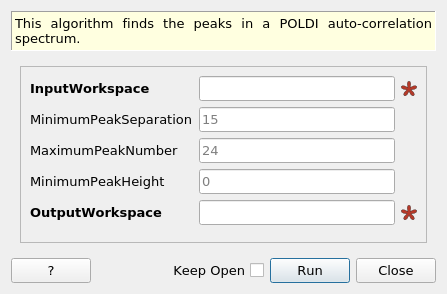 This algorithm finds the peaks in a POLDI auto-correlation
spectrum.
InputWorkspace
MinimumPeakSeparation 15
MaximumPeakNumber 24
MinimumPeakHeight 0
OutputWorkspace
? Keep Open Run Close